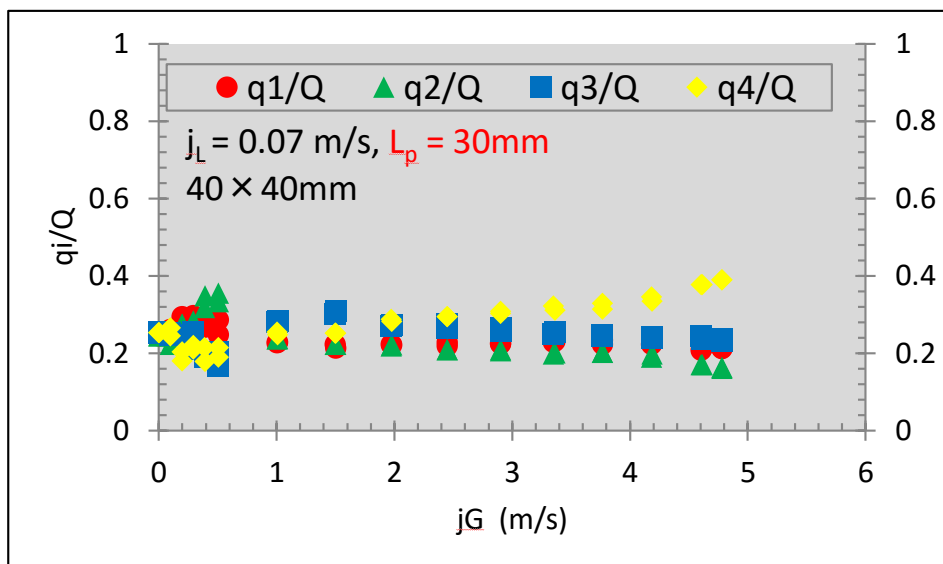 1 1
q1/Q q2/Q q3/Q q4/Q
0.8 0.8
j_L = 0.07 m/s, L_p = 30mm
40×40mm
0.6 0.6
qi/Q
0.4 0.4
0.2 0.2
0 0
0 1 2 3 4 5 6
jG (m/s)